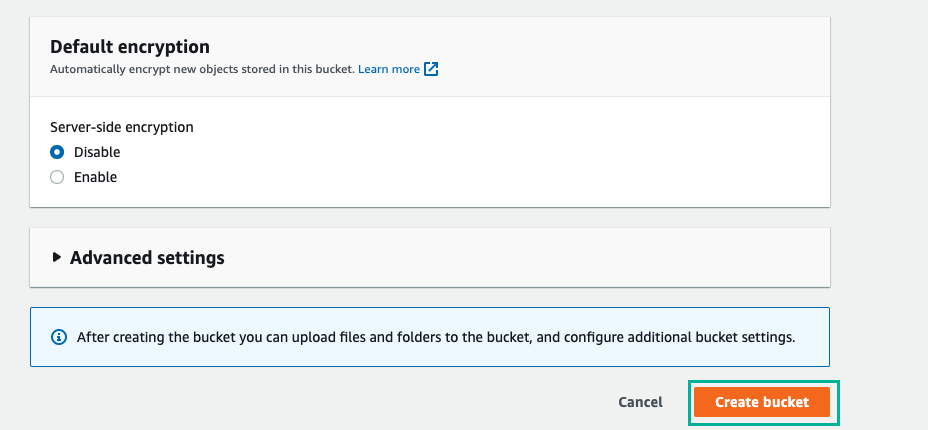 Default encryption
Automatically encrypt new objects stored in this bucket. Learn more
Server-side encryption
Disable
Enable
Advanced settings
After creating the bucket you can upload files and folders to the bucket, and configure additional bucket settings.
Cancel Create bucket